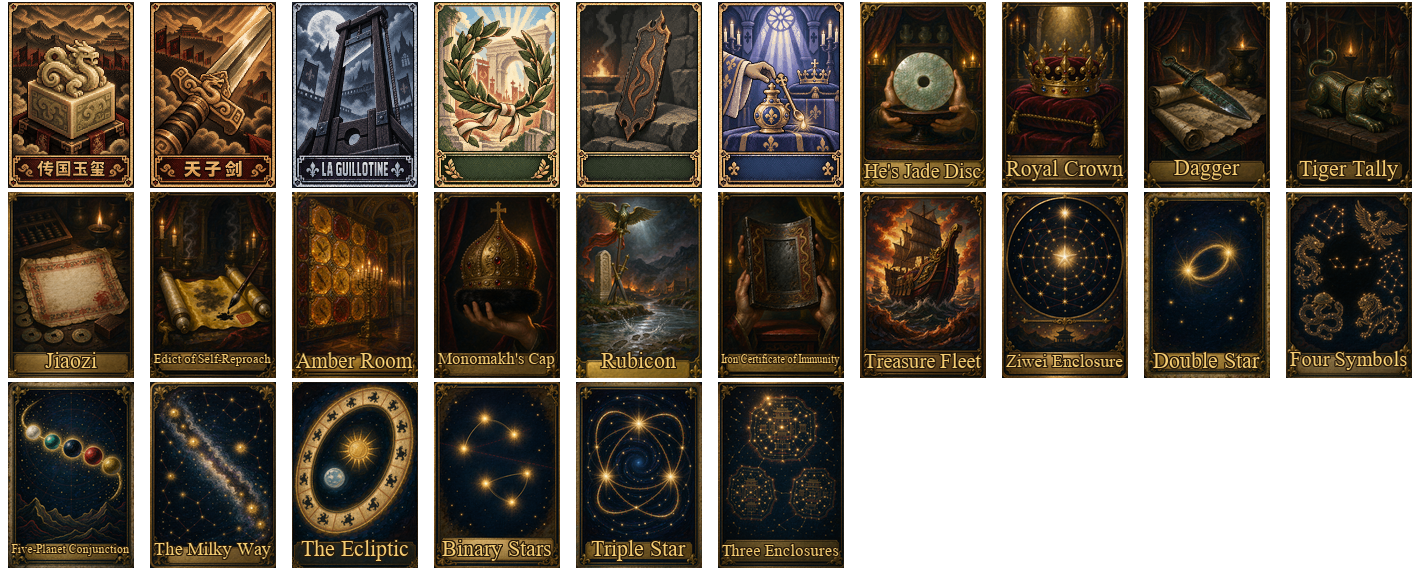 传国玉玺
天子剑
LA GUILLOTINE
He's Jade Disc
Royal Crown
Dagger
Tiger Tally
Jiaozi
Edict of Self-Reproach
Amber Room
Monomakh's Cap
Rubicon
Iron Certificate of Immunity
Treasure Fleet
Ziwei Enclosure
Double Star
Four Symbols
Five-Planet Conjunction
The Milky Way
The Ecliptic
Binary Stars
Triple Star
Three Enclosures